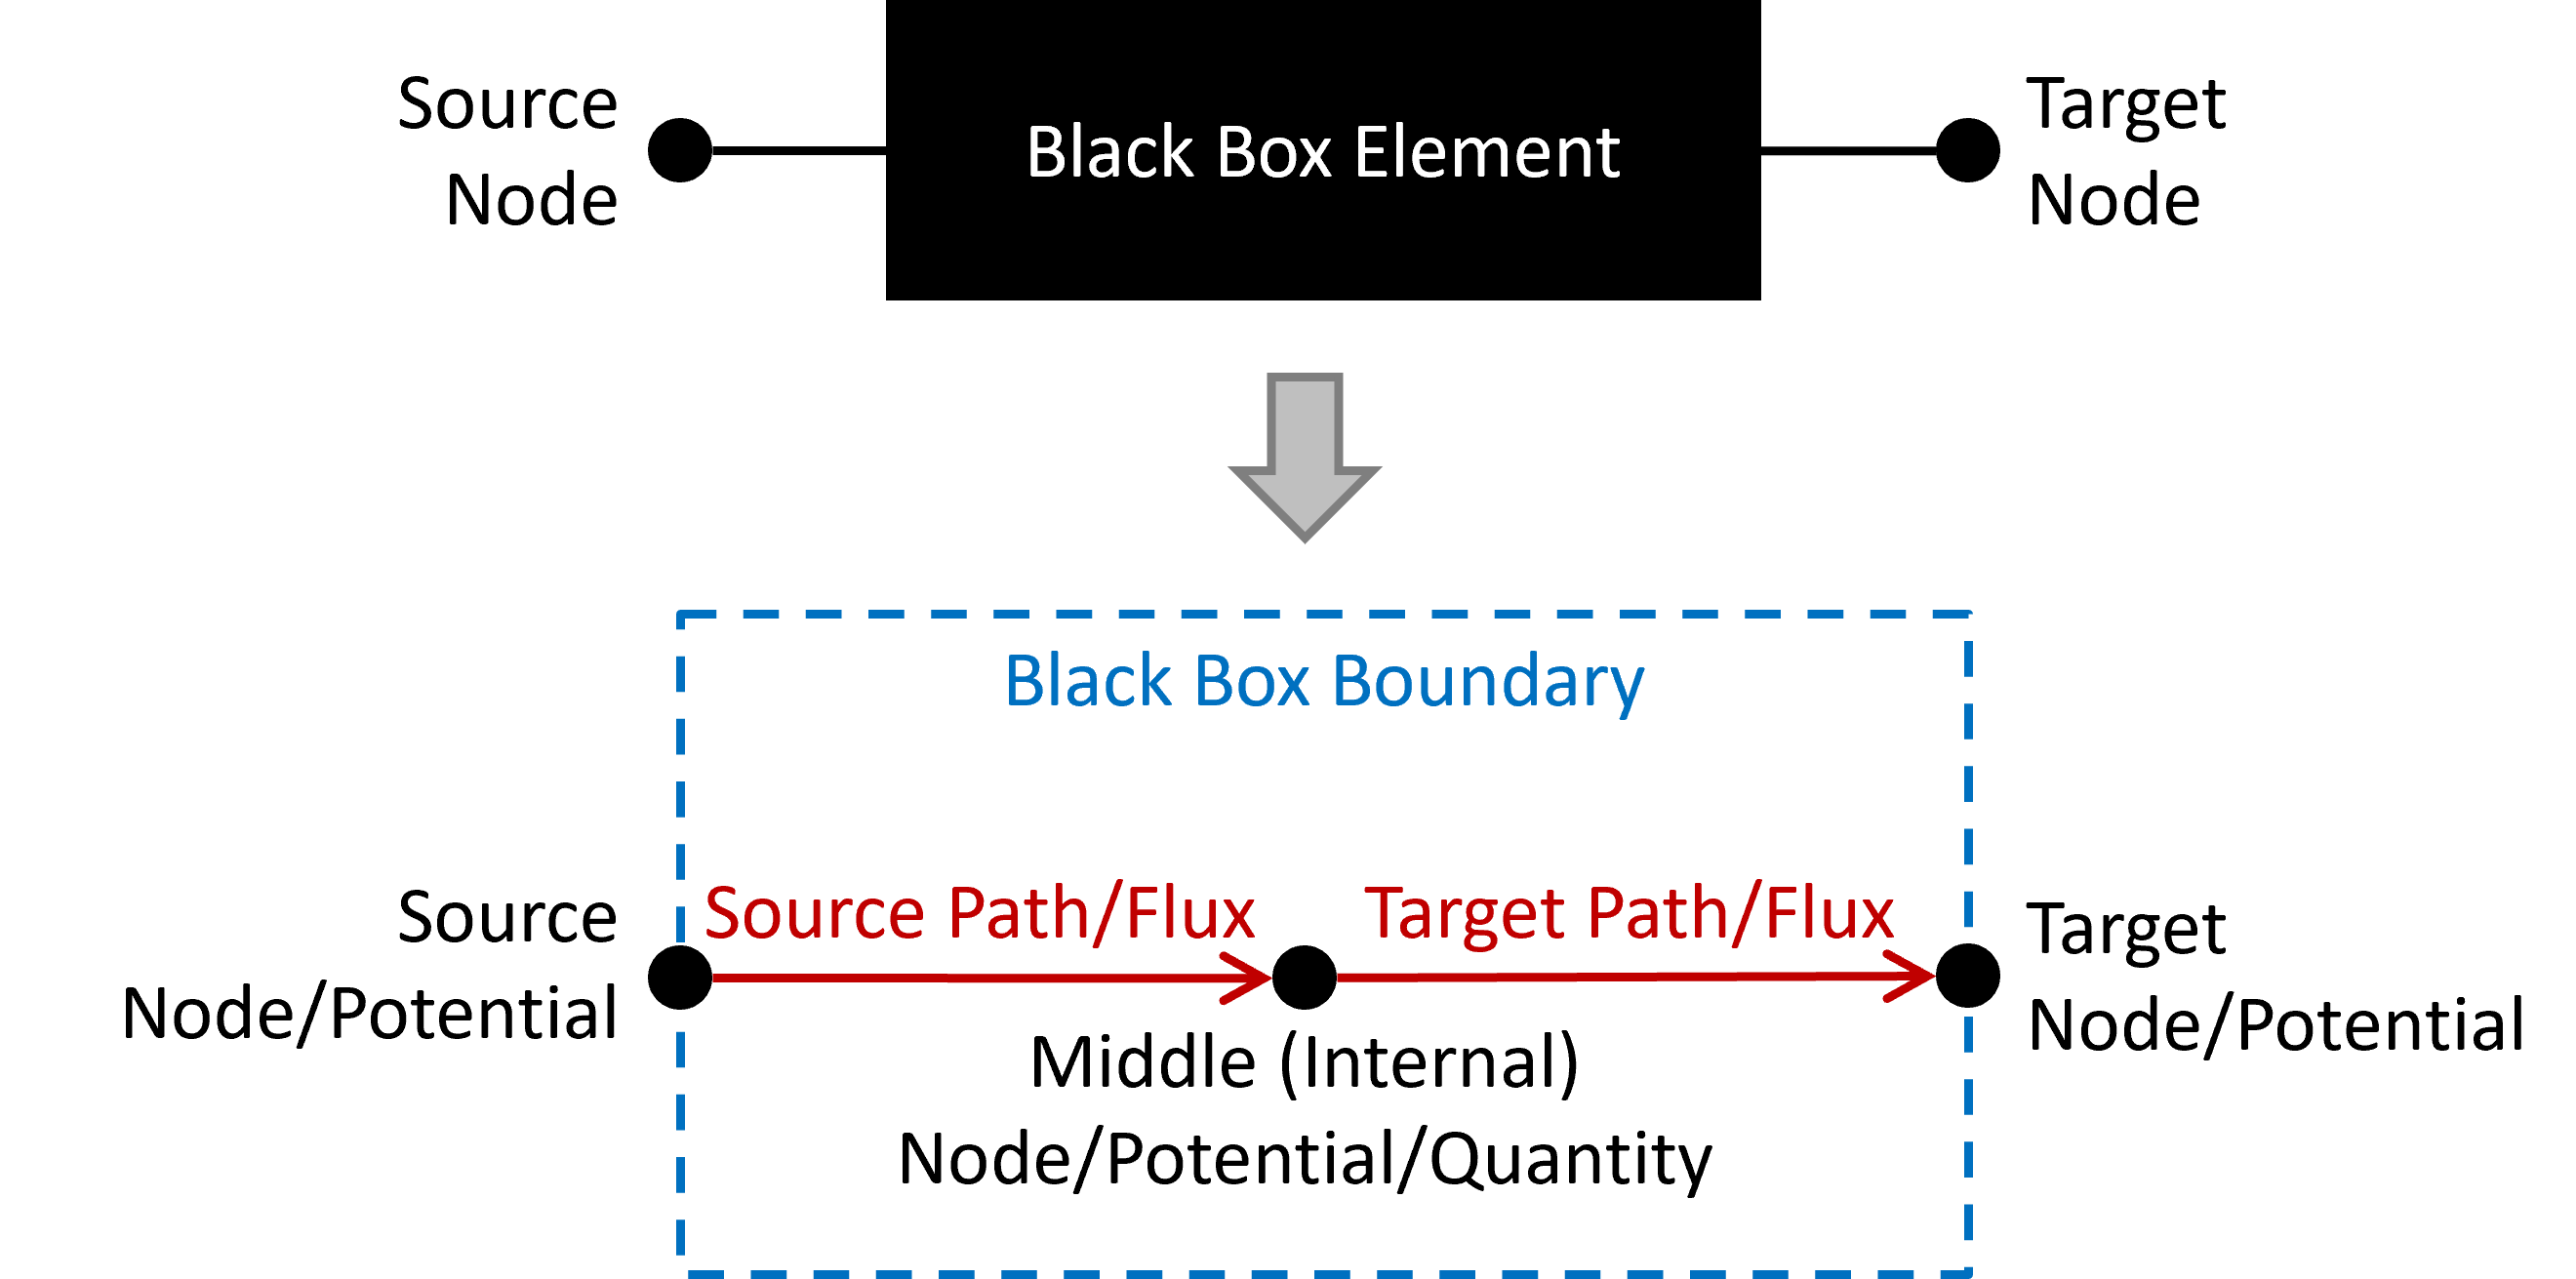 Source
Node
Black Box Element
Target
Node
Black Box Boundary
Source
Node/Potential
Source Path/Flux
Target Path/Flux
Target
Node/Potential
Middle (Internal)
Node/Potential/Quantity